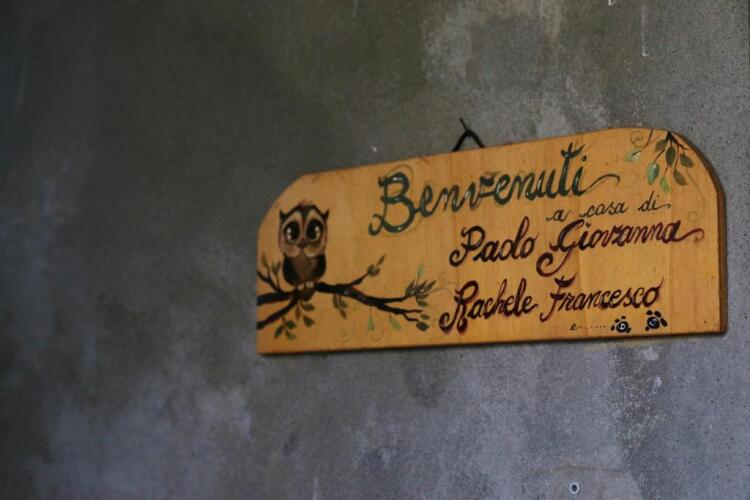 Benvenuti
a casa di
Paolo Giovanna
Rachele Francesco
e......